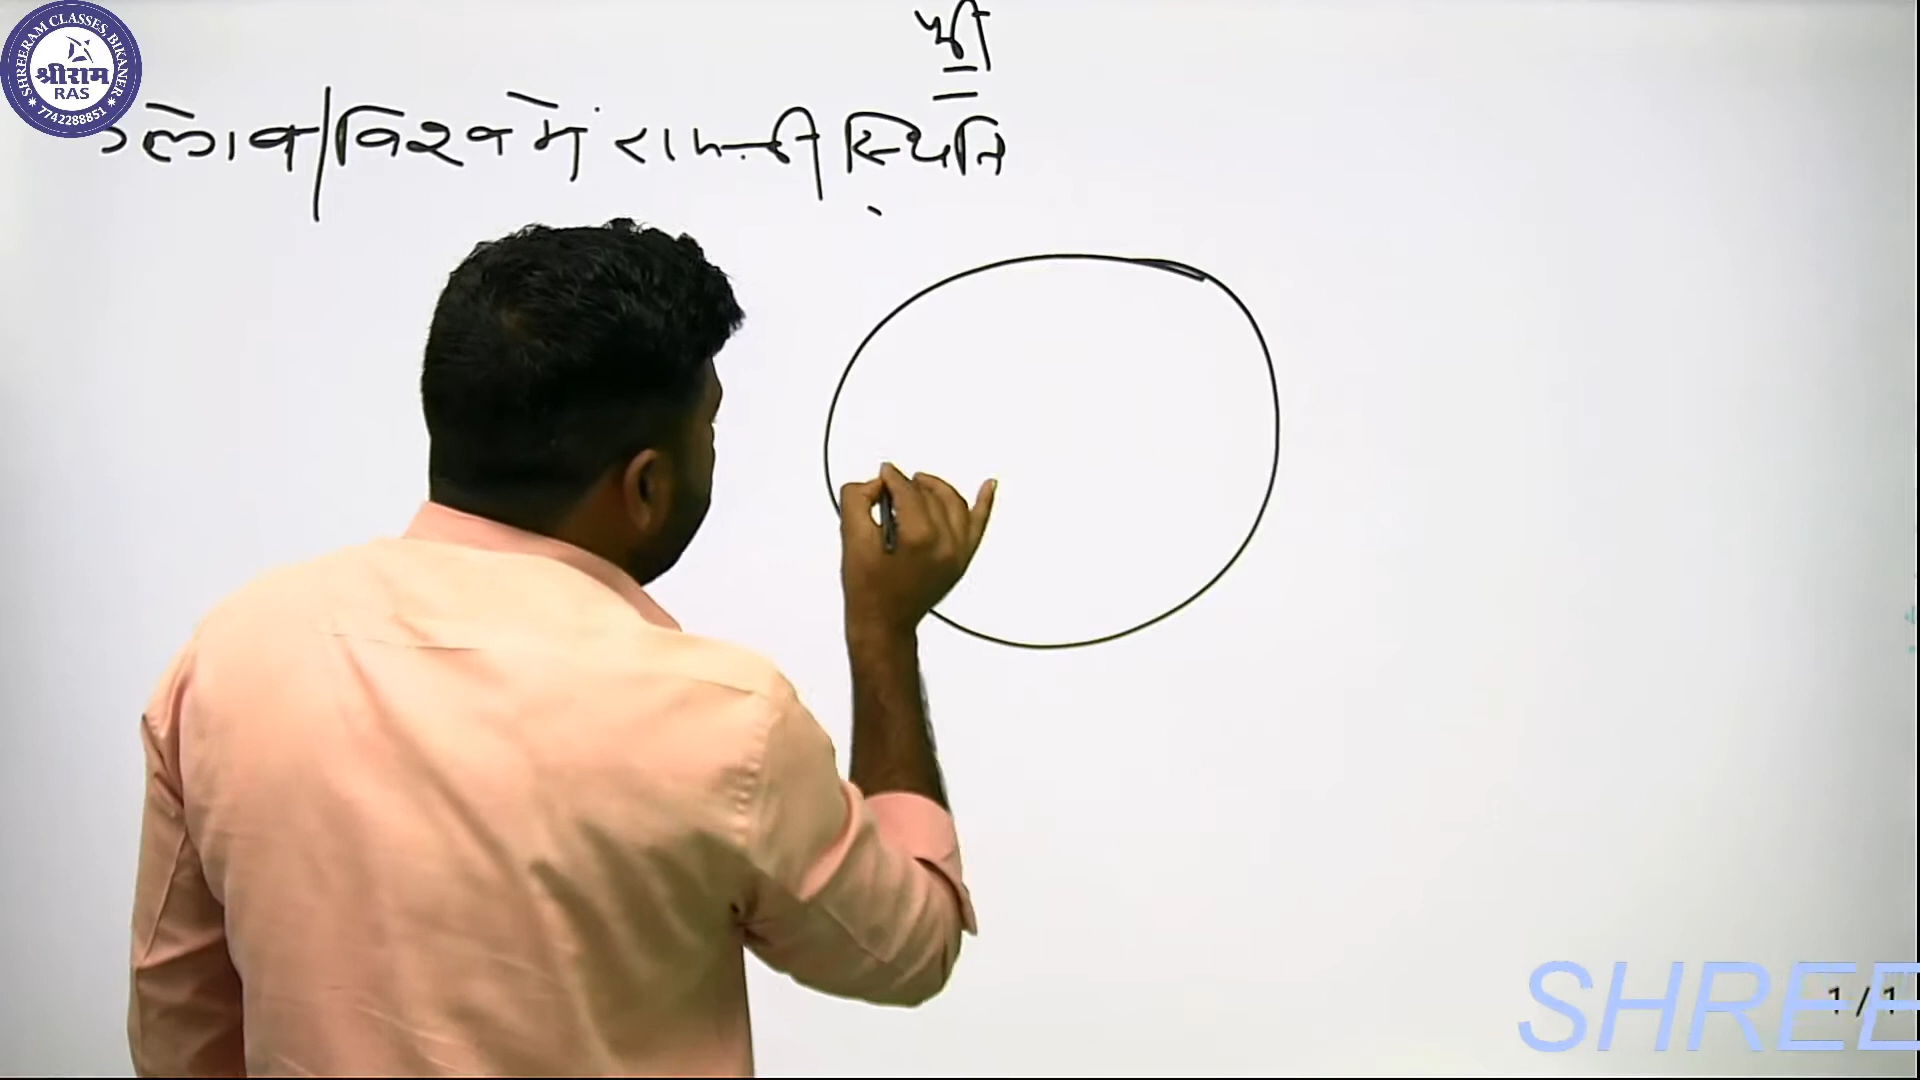 SHREERAM CLASSES, BIKANER
श्रीराम
RAS
* 7742288851 *
श्री
ग्लोब/विश्व में राज. की स्थिति
SHREE
1/1